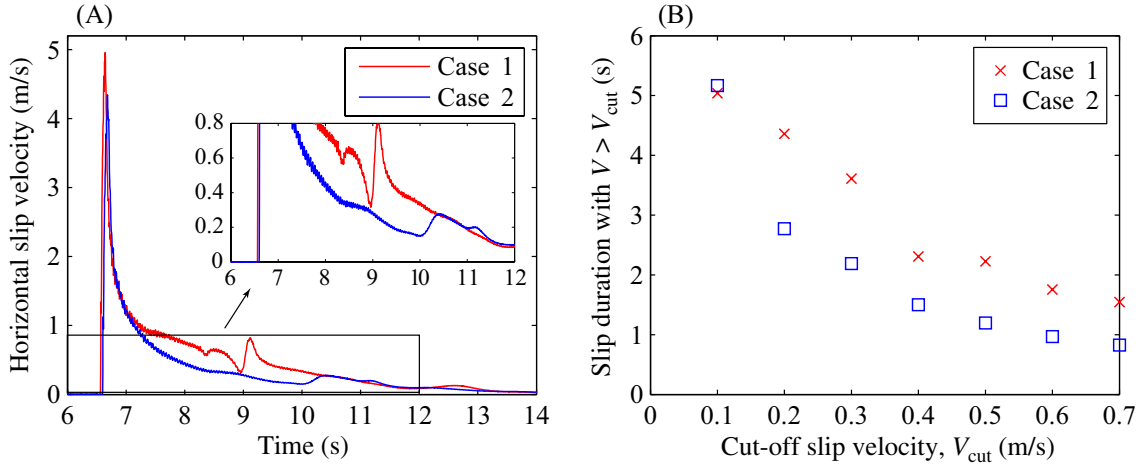 (A)
Horizontal slip velocity (m/s)
5
4
3
2
1
0
Case 1
Case 2
0.8
0.6
0.4
0.2
0
6 7 8 9 10 11 12
6 7 8 9 10 11 12 13 14
Time (s)
(B)
Slip duration with V > Vcut (s)
6
5
4
3
2
1
0
Case 1
Case 2
0 0.1 0.2 0.3 0.4 0.5 0.6 0.7
Cut-off slip velocity, Vcut (m/s)